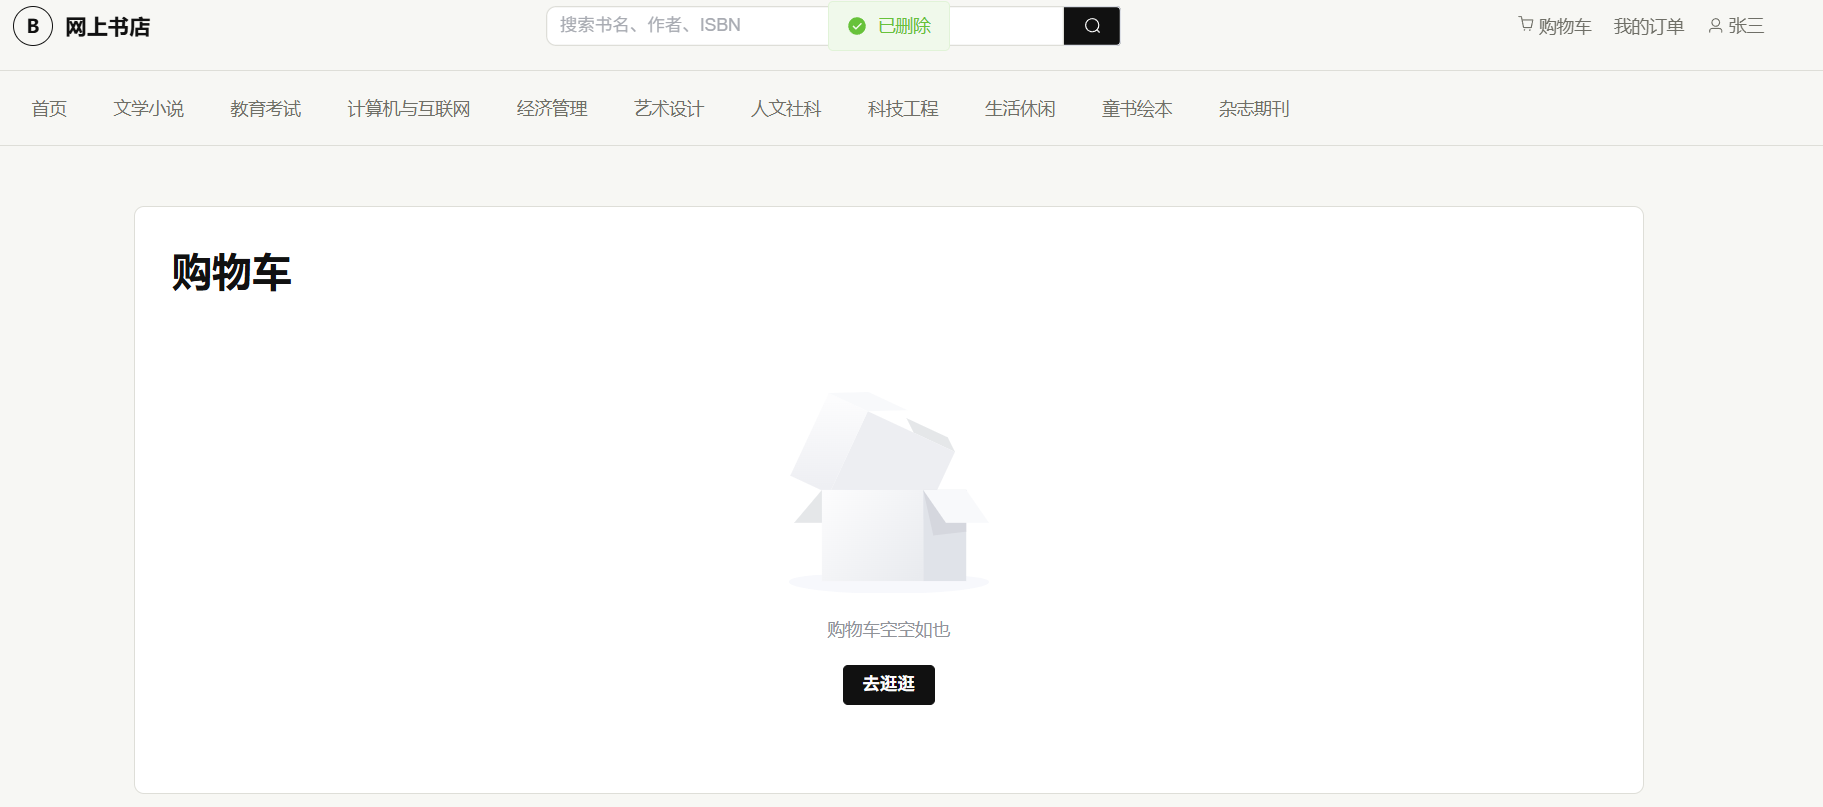 B 网上书店
搜索书名、作者、ISBN
已删除
购物车 我的订单 张三
首页 文学小说 教育考试 计算机与互联网 经济管理 艺术设计 人文社科 科技工程 生活休闲 童书绘本 杂志期刊
购物车
购物车空空如也
去逛逛